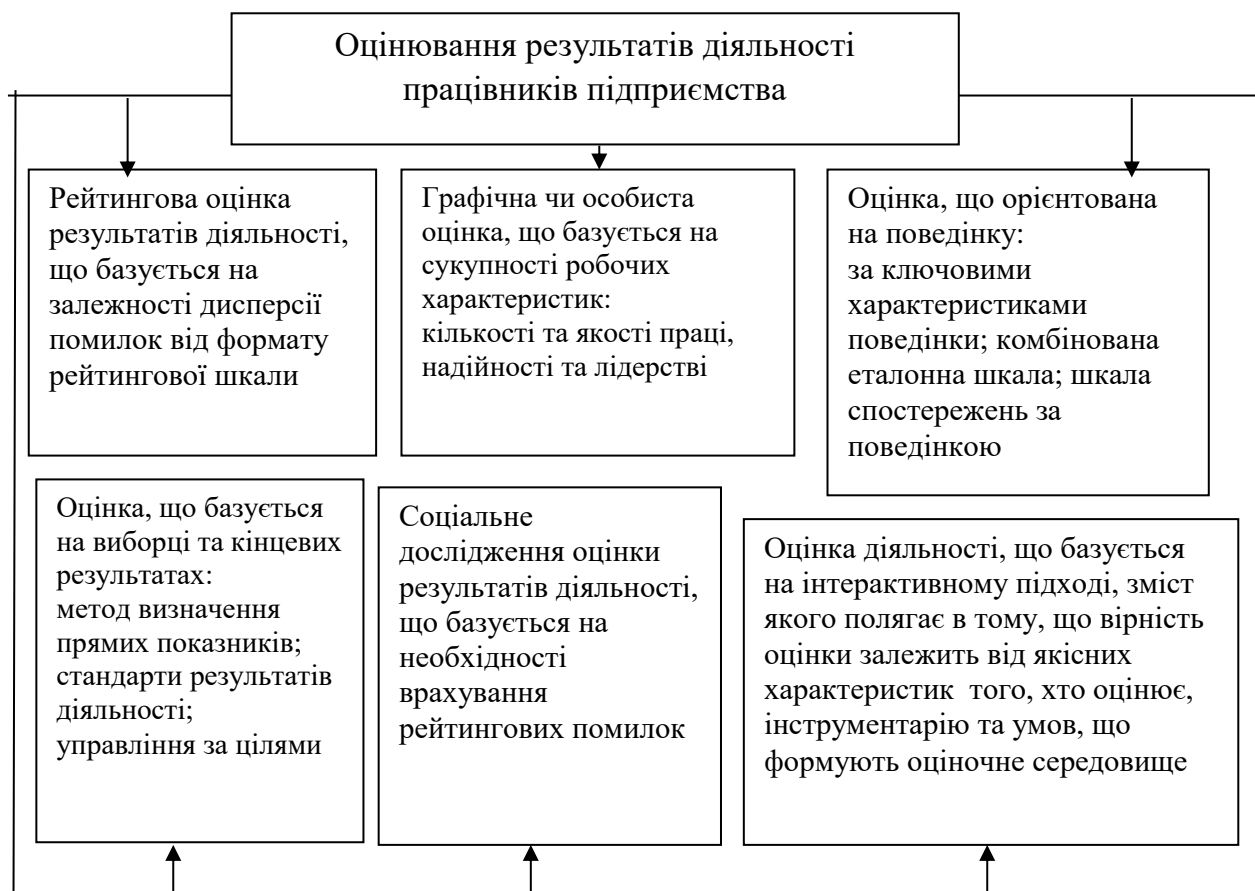 Оцінювання результатів діяльності
працівників підприємства
Рейтингова оцінка
результатів діяльності,
що базується на
залежності дисперсії
помилок від формату
рейтингової шкали
Графічна чи особиста
оцінка, що базується на
сукупності робочих
характеристик:
кількості та якості праці,
надійності та лідерстві
Оцінка, що орієнтована
на поведінку:
за ключовими
характеристиками
поведінки; комбінована
еталонна шкала; шкала
спостережень за
поведінкою
Оцінка, що базується
на виборці та кінцевих
результатах:
метод визначення
прямих показників;
стандарти результатів
діяльності;
управління за цілями
Соціальне
дослідження оцінки
результатів діяльності,
що базується на
необхідності
врахування
рейтингових помилок
Оцінка діяльності, що базується
на інтерактивному підході, зміст
якого полягає в тому, що вірність
оцінки залежить від якісних
характеристик того, хто оцінює,
інструментарію та умов, що
формують оціночне середовище